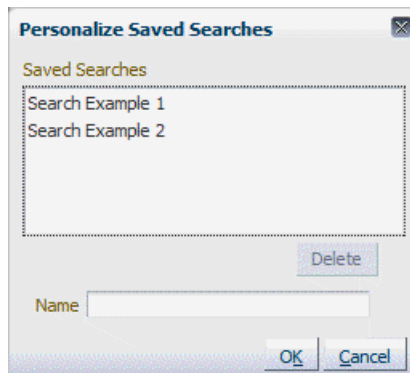 Personalize Saved Searches
Saved Searches
Search Example 1
Search Example 2
Delete
Name
OK Cancel